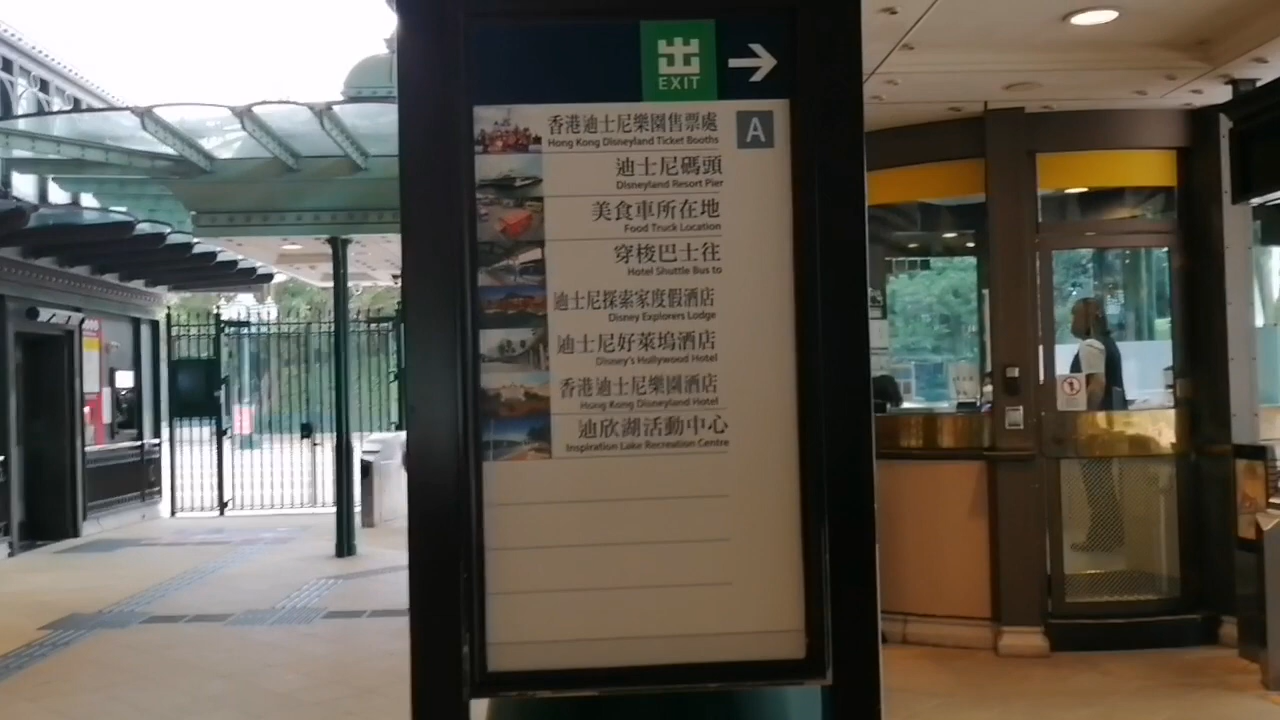 出
EXIT
香港迪士尼樂園售票處
Hong Kong Disneyland Ticket Booths
A
迪士尼碼頭
Disneyland Resort Pier
美食車所在地
Food Truck Location
穿梭巴士往
Hotel Shuttle Bus to
迪士尼探索家度假酒店
Disney Explorers Lodge
迪士尼好萊塢酒店
Disney's Hollywood Hotel
香港迪士尼樂園酒店
Hong Kong Disneyland Hotel
迪欣湖活動中心
Inspiration Lake Recreation Centre